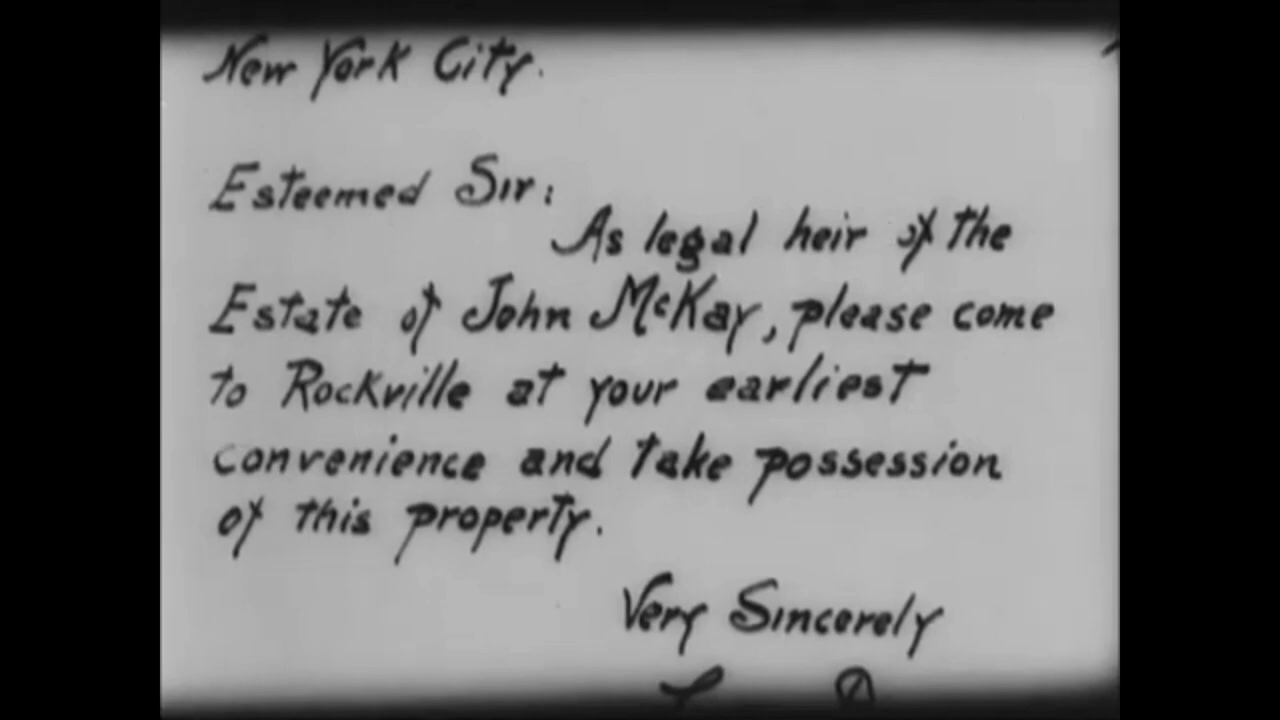 New York City.
Esteemed Sir:
As legal heir of the
Estate of John McKay, please come
to Rockville at your earliest
convenience and take possession
of this property.
Very Sincerely